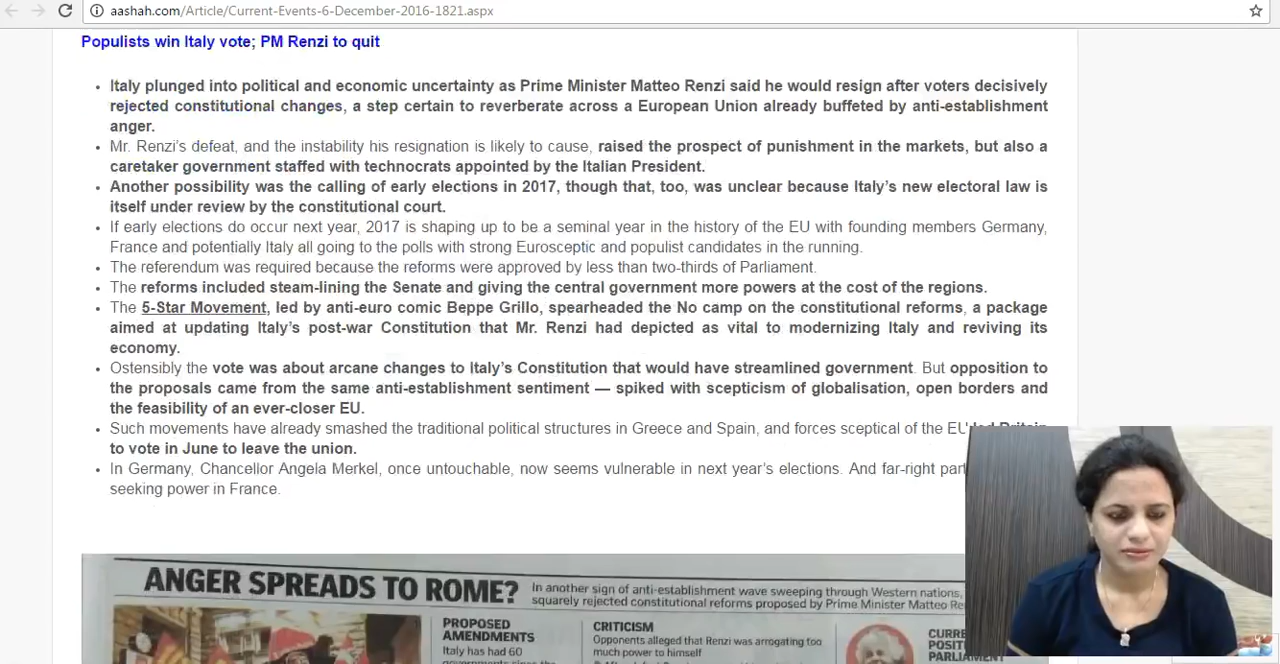 aashah.com/Article/Current-Events-6-December-2016-1821.aspx
Populists win Italy vote; PM Renzi to quit
• Italy plunged into political and economic uncertainty as Prime Minister Matteo Renzi said he would resign after voters decisively
rejected constitutional changes, a step certain to reverberate across a European Union already buffeted by anti-establishment
anger.
• Mr. Renzi's defeat, and the instability his resignation is likely to cause, raised the prospect of punishment in the markets, but also a
caretaker government staffed with technocrats appointed by the Italian President.
• Another possibility was the calling of early elections in 2017, though that, too, was unclear because Italy's new electoral law is
itself under review by the constitutional court.
• If early elections do occur next year, 2017 is shaping up to be a seminal year in the history of the EU with founding members Germany,
France and potentially Italy all going to the polls with strong Eurosceptic and populist candidates in the running.
• The referendum was required because the reforms were approved by less than two-thirds of Parliament.
• The reforms included steam-lining the Senate and giving the central government more powers at the cost of the regions.
• The 5-Star Movement, led by anti-euro comic Beppe Grillo, spearheaded the No camp on the constitutional reforms, a package
aimed at updating Italy's post-war Constitution that Mr. Renzi had depicted as vital to modernizing Italy and reviving its
economy.
• Ostensibly the vote was about arcane changes to Italy's Constitution that would have streamlined government. But opposition to
the proposals came from the same anti-establishment sentiment — spiked with scepticism of globalisation, open borders and
the feasibility of an ever-closer EU.
• Such movements have already smashed the traditional political structures in Greece and Spain, and forces sceptical of the EU led Britain
to vote in June to leave the union.
• In Germany, Chancellor Angela Merkel, once untouchable, now seems vulnerable in next year's elections. And far-right
seeking power in France.
ANGER SPREADS TO ROME?
In another sign of anti-establishment wave sweeping through Western nations,
squarely rejected constitutional reforms proposed by Prime Minister Matteo
PROPOSED
AMENDMENTS
Italy has had 60
CRITICISM
Opponents alleged that Renzi was arrogating too
much power to himself